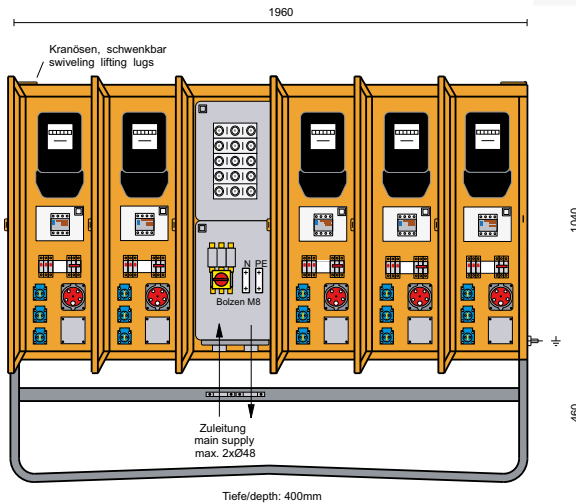 1960
Kranösen, schwenkbar
swiveling lifting lugs
1040
N PE
Bolzen M8
460
Zuleitung
main supply
max. 2xØ48
Tiefe/depth: 400mm